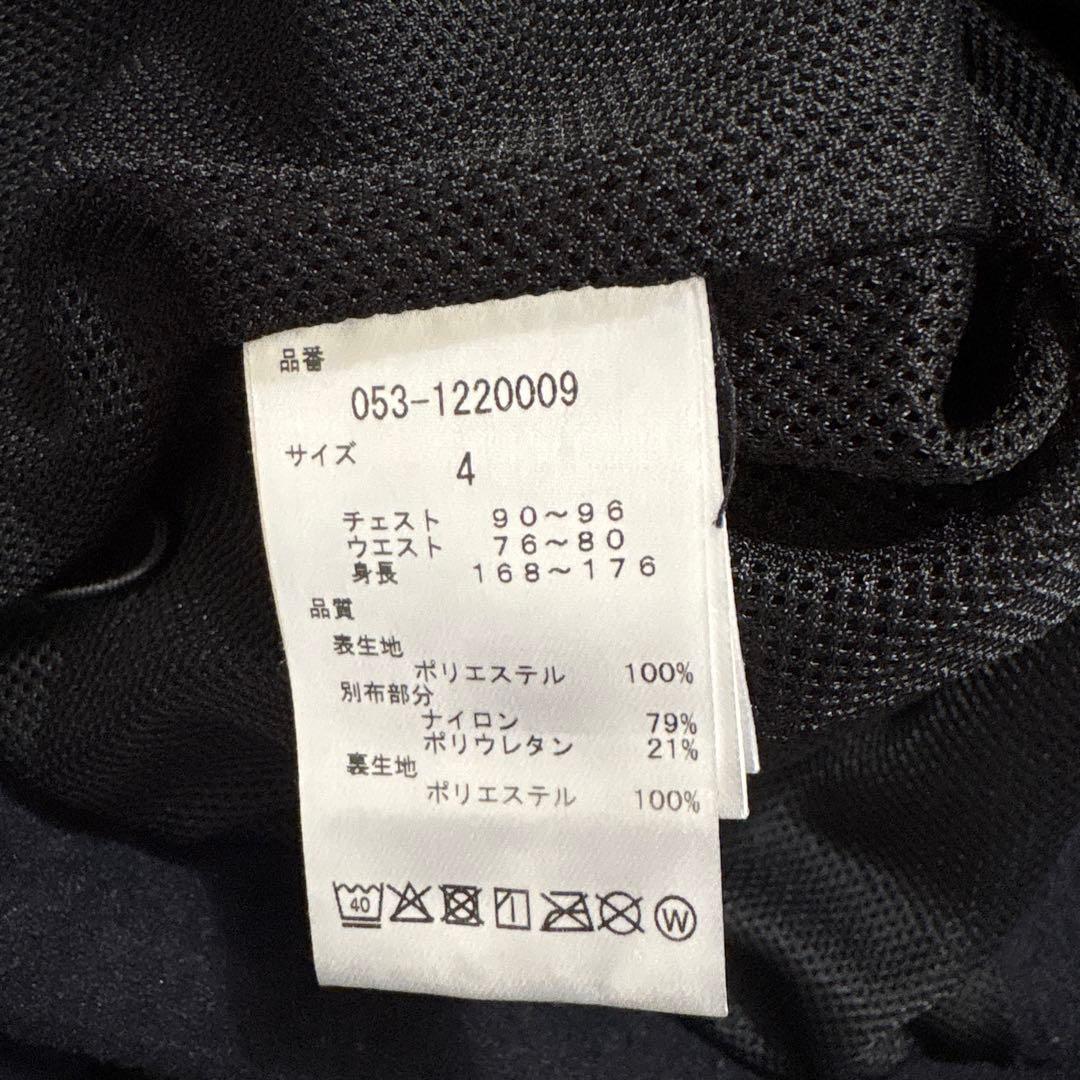 品番
053-1220009
サイズ
4
チェスト 90～96
ウエスト 76～80
身長 168～176
品質
表生地
ポリエステル 100%
別布部分
ナイロン 79%
ポリウレタン 21%
裏生地
ポリエステル 100%
40 W